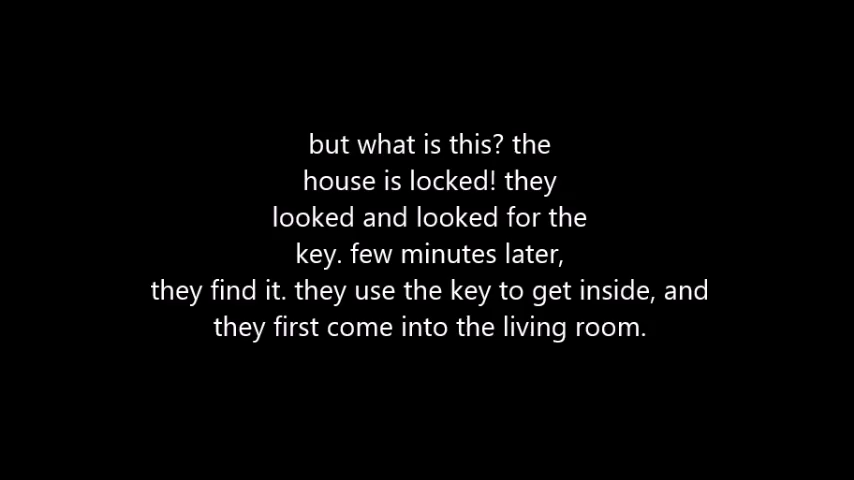 but what is this? the
house is locked! they
looked and looked for the
key. few minutes later,
they find it. they use the key to get inside, and
they first come into the living room.